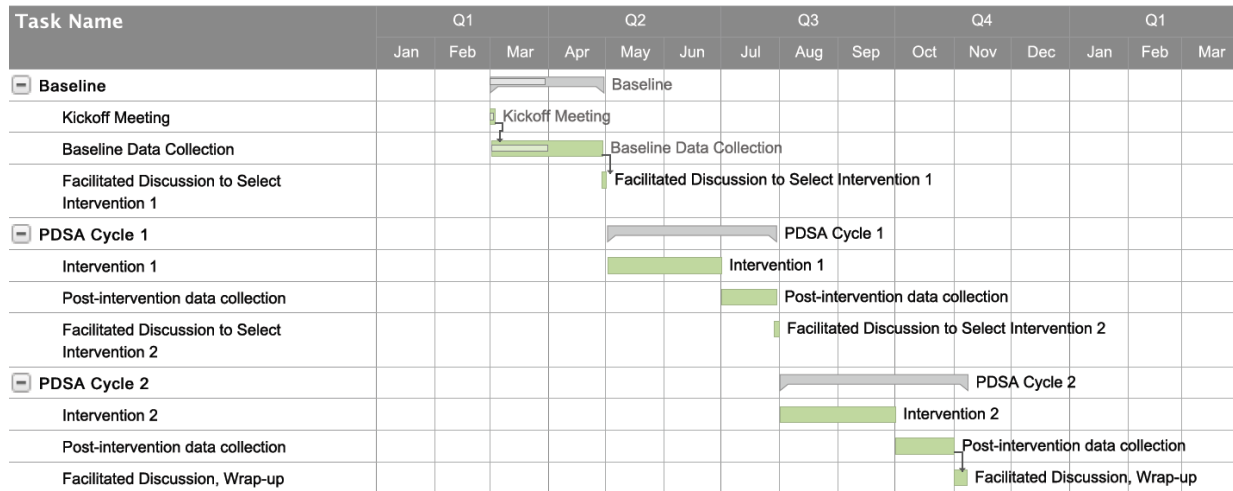 Task Name
Q1 Q2 Q3 Q4 Q1
Jan Feb Mar Apr May Jun Jul Aug Sep Oct Nov Dec Jan Feb Mar
Baseline Baseline
Kickoff Meeting Kickoff Meeting
Baseline Data Collection Baseline Data Collection
Facilitated Discussion to Select Facilitated Discussion to Select Intervention 1
Intervention 1
PDSA Cycle 1 PDSA Cycle 1
Intervention 1 Intervention 1
Post-intervention data collection Post-intervention data collection
Facilitated Discussion to Select Facilitated Discussion to Select Intervention 2
Intervention 2
PDSA Cycle 2 PDSA Cycle 2
Intervention 2 Intervention 2
Post-intervention data collection Post-intervention data collection
Facilitated Discussion, Wrap-up Facilitated Discussion, Wrap-up